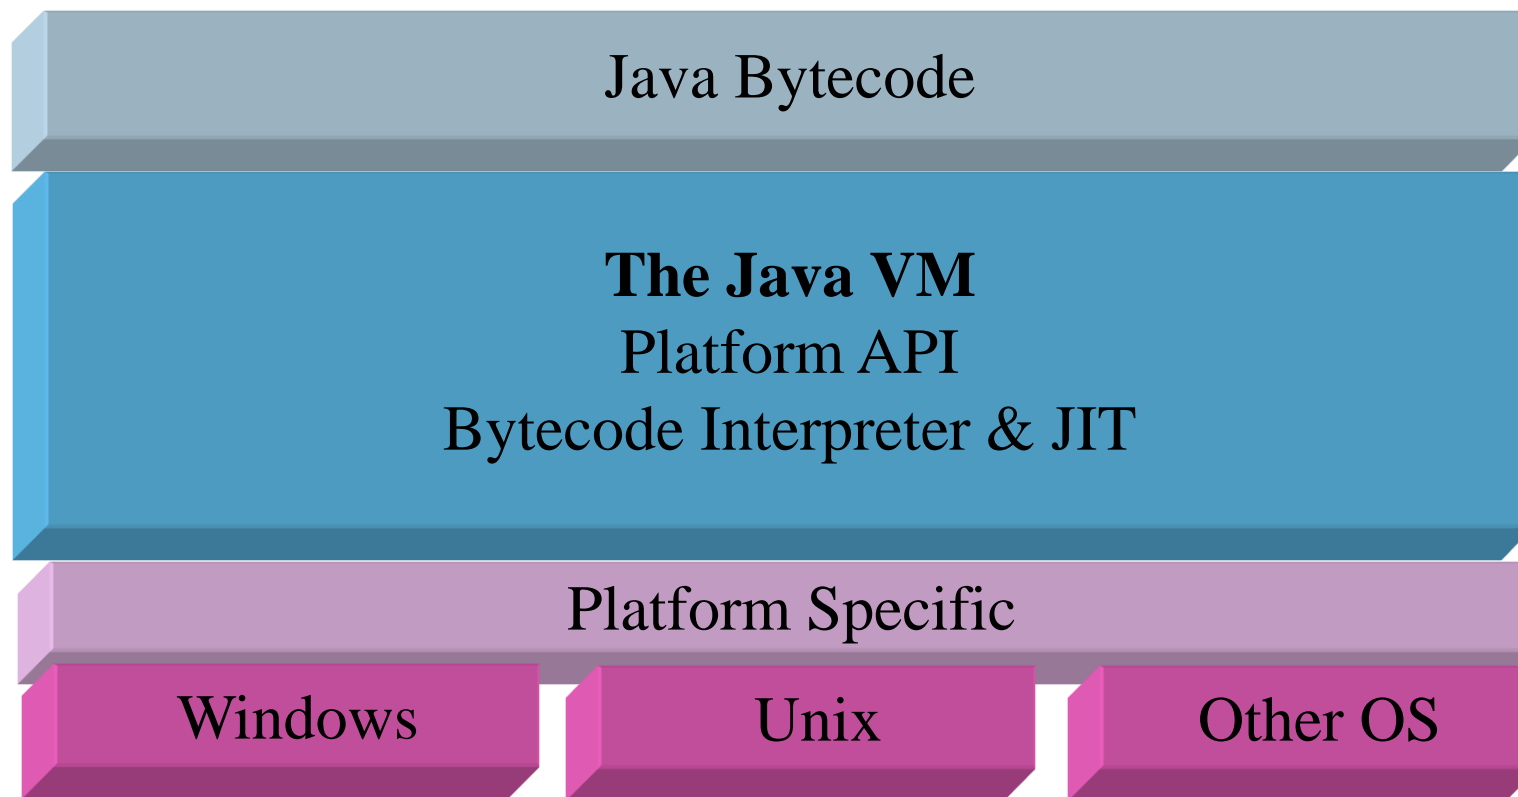 Java Bytecode
The Java VM
Platform API
Bytecode Interpreter & JIT
Platform Specific
Windows
Unix
Other OS